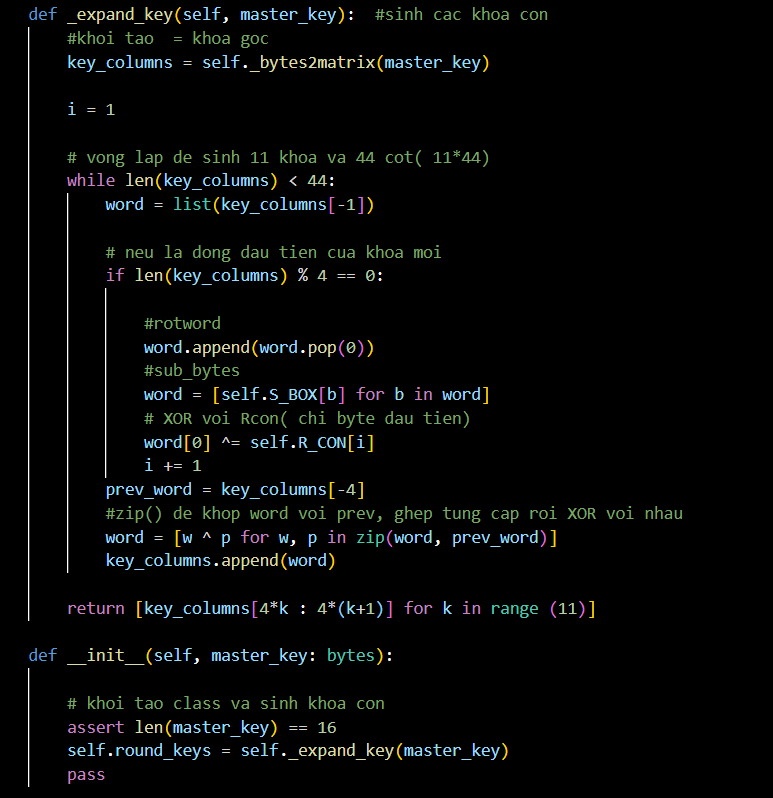 def _expand_key(self, master_key):  #sinh cac khoa con
    #khoi tao  = khoa goc
    key_columns = self._bytes2matrix(master_key)

    i = 1

    # vong lap de sinh 11 khoa va 44 cot( 11*44)
    while len(key_columns) < 44:
        word = list(key_columns[-1])

        # neu la dong dau tien cua khoa moi
        if len(key_columns) % 4 == 0:

            #rotword
            word.append(word.pop(0))
            #sub_bytes
            word = [self.S_BOX[b] for b in word]
            # XOR voi Rcon( chi byte dau tien)
            word[0] ^= self.R_CON[i]
            i += 1
        prev_word = key_columns[-4]
        #zip() de khop word voi prev, ghep tung cap roi XOR voi nhau
        word = [w ^ p for w, p in zip(word, prev_word)]
        key_columns.append(word)

    return [key_columns[4*k : 4*(k+1)] for k in range (11)]

def __init__(self, master_key: bytes):

    # khoi tao class va sinh khoa con
    assert len(master_key) == 16
    self.round_keys = self._expand_key(master_key)
    pass